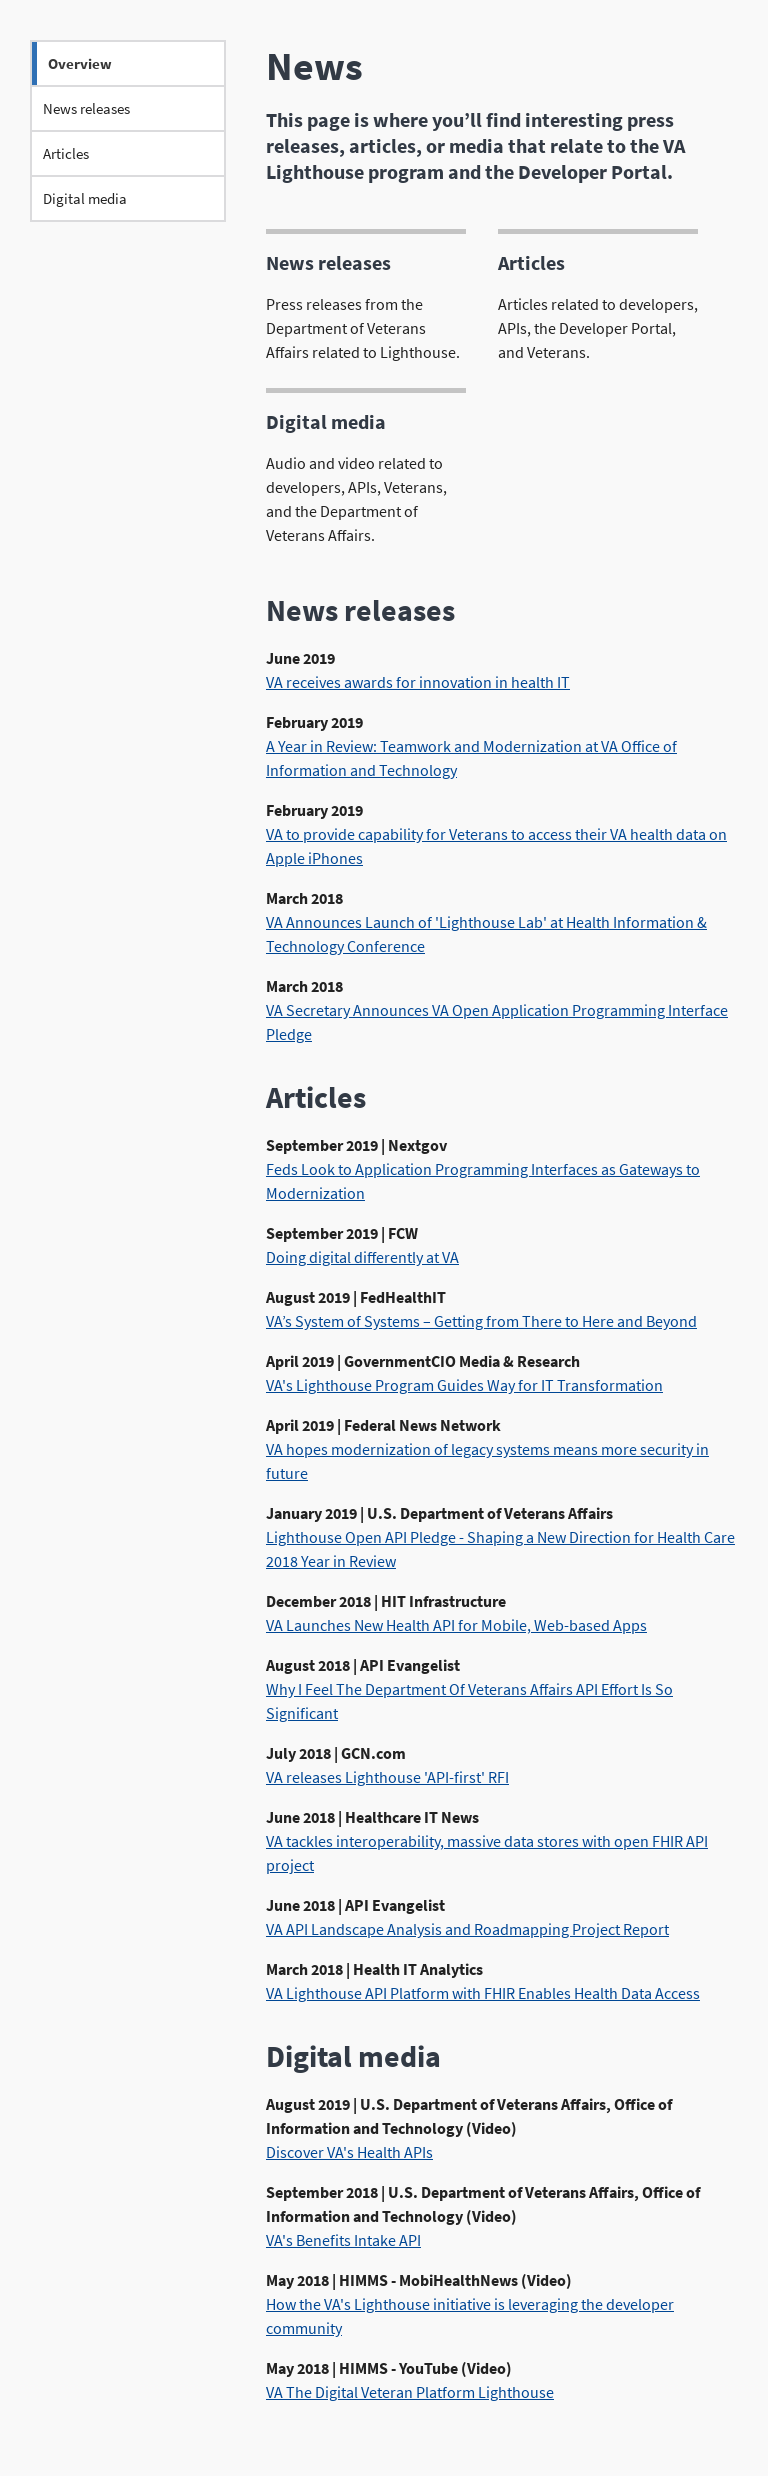 Overview
News releases
Articles
Digital media
News
This page is where you’ll find interesting press
releases, articles, or media that relate to the VA
Lighthouse program and the Developer Portal.
News releases
Press releases from the
Department of Veterans
Affairs related to Lighthouse.
Articles
Articles related to developers,
APIs, the Developer Portal,
and Veterans.
Digital media
Audio and video related to
developers, APIs, Veterans,
and the Department of
Veterans Affairs.
News releases
June 2019
VA receives awards for innovation in health IT
February 2019
A Year in Review: Teamwork and Modernization at VA Office of
Information and Technology
February 2019
VA to provide capability for Veterans to access their VA health data on
Apple iPhones
March 2018
VA Announces Launch of 'Lighthouse Lab' at Health Information &
Technology Conference
March 2018
VA Secretary Announces VA Open Application Programming Interface
Pledge
Articles
September 2019 | Nextgov
Feds Look to Application Programming Interfaces as Gateways to
Modernization
September 2019 | FCW
Doing digital differently at VA
August 2019 | FedHealthIT
VA’s System of Systems – Getting from There to Here and Beyond
April 2019 | GovernmentCIO Media & Research
VA's Lighthouse Program Guides Way for IT Transformation
April 2019 | Federal News Network
VA hopes modernization of legacy systems means more security in
future
January 2019 | U.S. Department of Veterans Affairs
Lighthouse Open API Pledge - Shaping a New Direction for Health Care
2018 Year in Review
December 2018 | HIT Infrastructure
VA Launches New Health API for Mobile, Web-based Apps
August 2018 | API Evangelist
Why I Feel The Department Of Veterans Affairs API Effort Is So
Significant
July 2018 | GCN.com
VA releases Lighthouse 'API-first' RFI
June 2018 | Healthcare IT News
VA tackles interoperability, massive data stores with open FHIR API
project
June 2018 | API Evangelist
VA API Landscape Analysis and Roadmapping Project Report
March 2018 | Health IT Analytics
VA Lighthouse API Platform with FHIR Enables Health Data Access
Digital media
August 2019 | U.S. Department of Veterans Affairs, Office of
Information and Technology (Video)
Discover VA's Health APIs
September 2018 | U.S. Department of Veterans Affairs, Office of
Information and Technology (Video)
VA's Benefits Intake API
May 2018 | HIMMS - MobiHealthNews (Video)
How the VA's Lighthouse initiative is leveraging the developer
community
May 2018 | HIMMS - YouTube (Video)
VA The Digital Veteran Platform Lighthouse